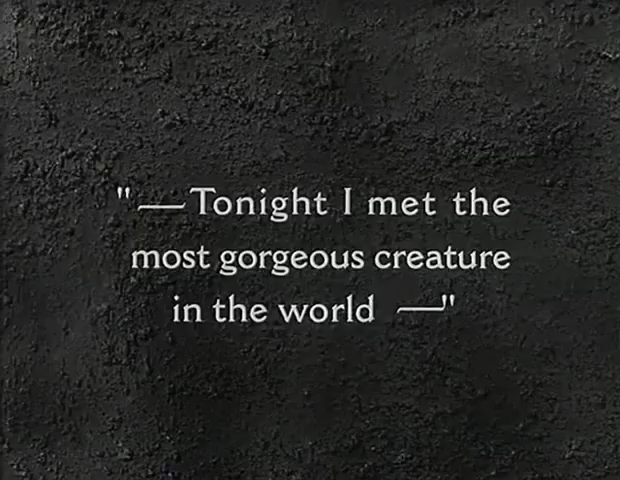 "—Tonight I met the
most gorgeous creature
in the world —"